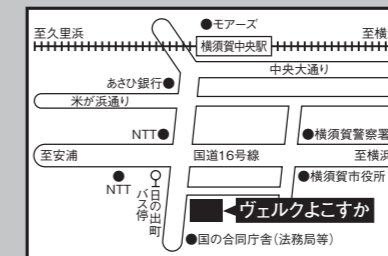 ●モアーズ
至久里浜
至横
横須賀中央駅
中央大通り
あさひ銀行●
米が浜通り
NTT●
●横須賀警察署
至安浦
国道16号線
至横浜
●
NTT
日の出町
バス停
●横須賀市役所
ヴェルクよこすか
●国の合同庁舎(法務局等)